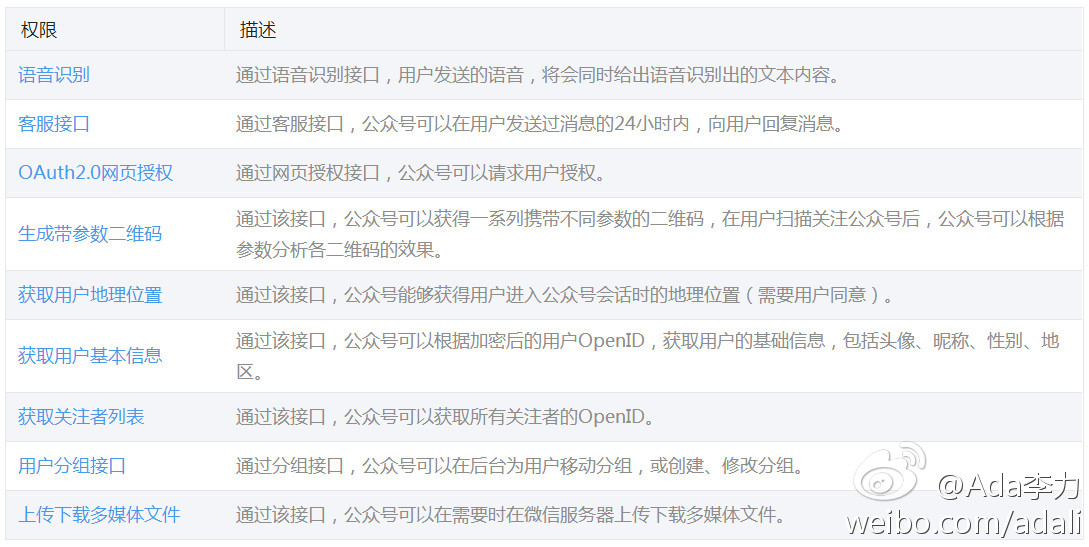 权限 描述
语音识别 通过语音识别接口，用户发送的语音，将会同时给出语音识别出的文本内容。
客服接口 通过客服接口，公众号可以在用户发送过消息的24小时内，向用户回复消息。
OAuth2.0网页授权 通过网页授权接口，公众号可以请求用户授权。
生成带参数二维码 通过该接口，公众号可以获得一系列携带不同参数的二维码，在用户扫描关注公众号后，公众号可以根据
参数分析各二维码的效果。
获取用户地理位置 通过该接口，公众号能够获得用户进入公众号会话时的地理位置（需要用户同意）。
获取用户基本信息 通过该接口，公众号可以根据加密后的用户OpenID，获取用户的基础信息，包括头像、昵称、性别、地
区。
获取关注者列表 通过该接口，公众号可以获取所有关注者的OpenID。
用户分组接口 通过分组接口，公众号可以在后台为用户移动分组，或创建、修改分组。
上传下载多媒体文件 通过该接口，公众号可以在需要时在微信服务器上传下载多媒体文件。
@Ada李力
weibo.com/adali